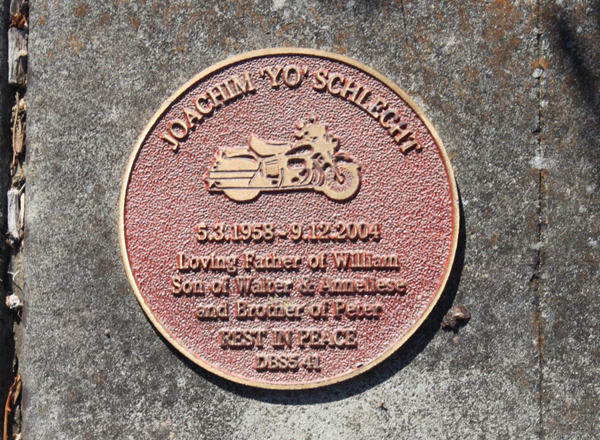 JOACHIM 'YO' SCHLECHT
5.3.1958 - 9.12.2004
Loving Father of William
Son of Walter & Anneliese
and Brother of Peter
REST IN PEACE
DBS5 41